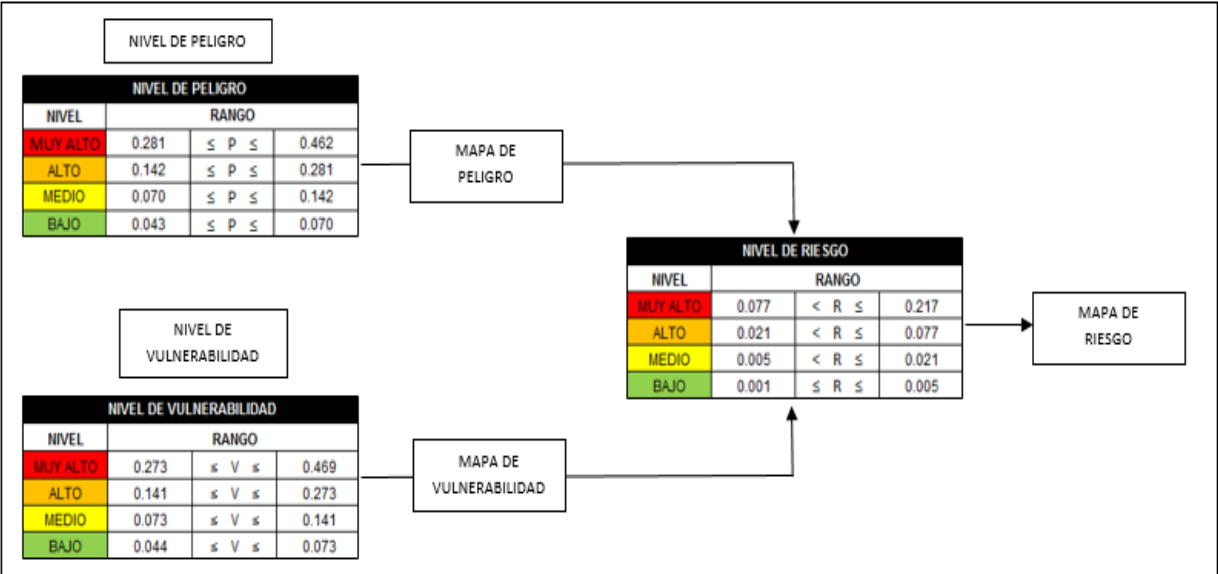 NIVEL DE PELIGRO
NIVEL DE PELIGRO
NIVEL RANGO
MUY ALTO 0.281 ≤ P ≤ 0.462
ALTO 0.142 ≤ P ≤ 0.281
MEDIO 0.070 ≤ P ≤ 0.142
BAJO 0.043 ≤ P ≤ 0.070
MAPA DE
PELIGRO
NIVEL DE
VULNERABILIDAD
NIVEL DE VULNERABILIDAD
NIVEL RANGO
MUY ALTO 0.273 ≤ V ≤ 0.469
ALTO 0.141 ≤ V ≤ 0.273
MEDIO 0.073 ≤ V ≤ 0.141
BAJO 0.044 ≤ V ≤ 0.073
MAPA DE
VULNERABILIDAD
NIVEL DE RIESGO
NIVEL RANGO
MUY ALTO 0.077 < R ≤ 0.217
ALTO 0.021 < R ≤ 0.077
MEDIO 0.005 < R ≤ 0.021
BAJO 0.001 ≤ R ≤ 0.005
MAPA DE
RIESGO